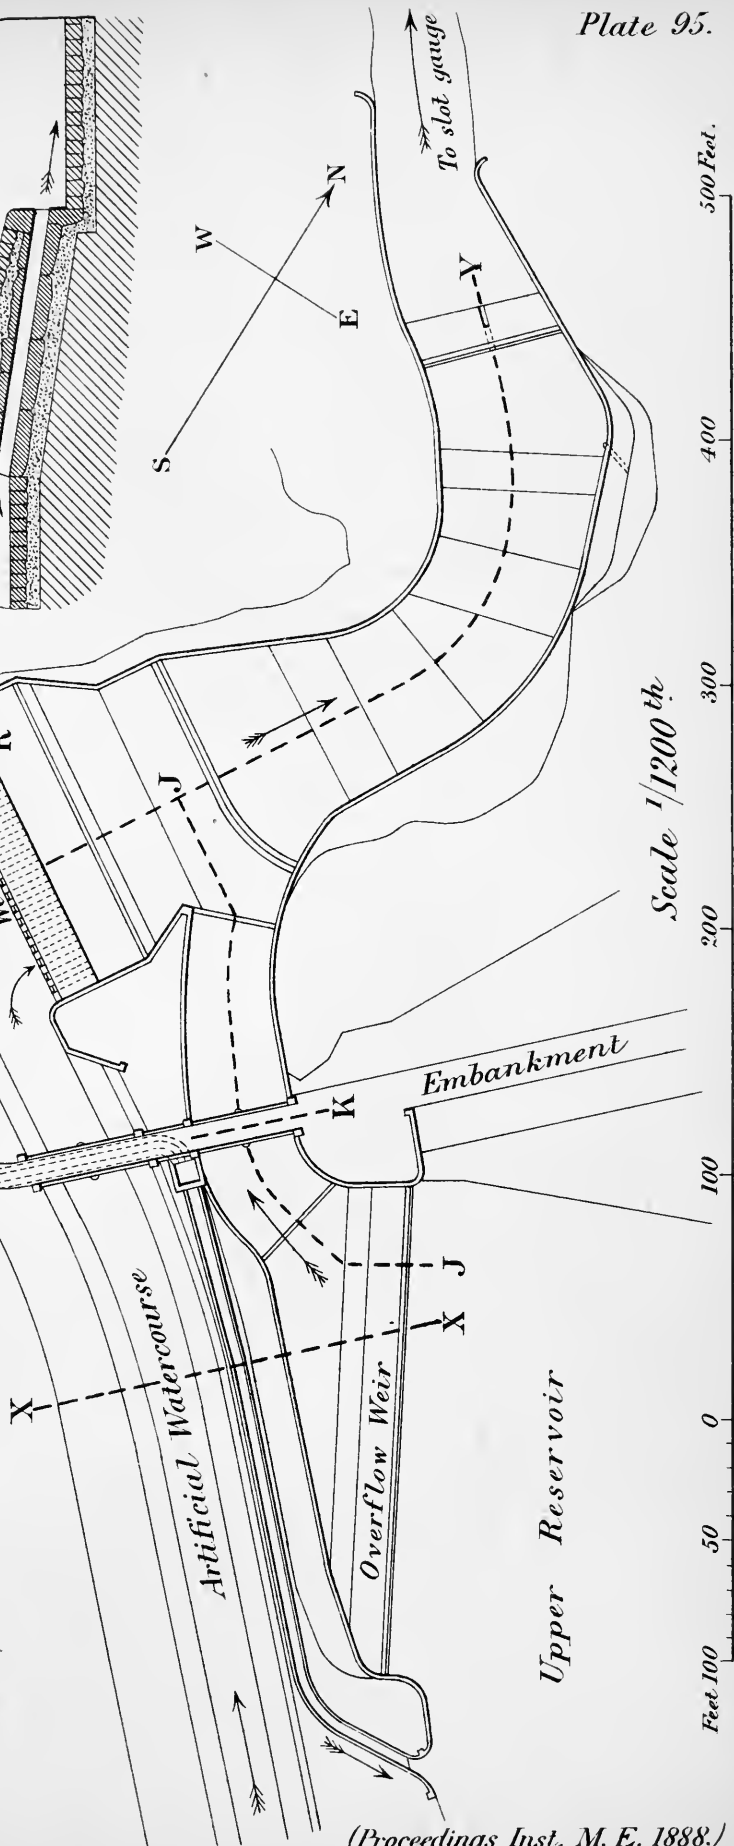 Plate 95.
To slot gauge
N
W
E
S
Y
R
J
K
Embankment
J
X
X
Artificial Watercourse
Overflow Weir
Upper Reservoir
Scale 1/1200th
Feet 100 50 0 100 200 300 400 500 Feet.
(Proceedings Inst. M. E. 1888.)